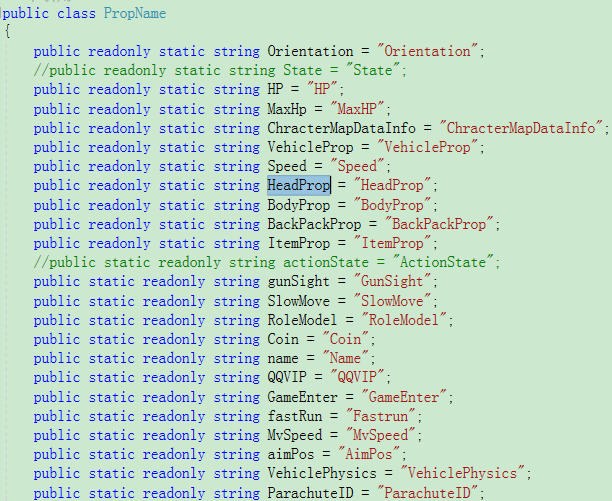 public class PropName
{
public readonly static string Orientation = "Orientation";
//public readonly static string State = "State";
public readonly static string HP = "HP";
public readonly static string MaxHp = "MaxHP";
public readonly static string ChracterMapDataInfo = "ChracterMapDataInfo";
public readonly static string VehicleProp = "VehicleProp";
public readonly static string Speed = "Speed";
public readonly static string HeadProp = "HeadProp";
public readonly static string BodyProp = "BodyProp";
public readonly static string BackPackProp = "BackPackProp";
public readonly static string ItemProp = "ItemProp";
//public static readonly string actionState = "ActionState";
public static readonly string gunSight = "GunSight";
public static readonly string SlowMove = "SlowMove";
public static readonly string RoleModel = "RoleModel";
public static readonly string Coin = "Coin";
public static readonly string name = "Name";
public static readonly string QQVIP = "QQVIP";
public static readonly string GameEnter = "GameEnter";
public static readonly string fastRun = "Fastrun";
public static readonly string MvSpeed = "MvSpeed";
public static readonly string aimPos = "AimPos";
public static readonly string VehiclePhysics = "VehiclePhysics";
public static readonly string ParachuteID = "ParachuteID";